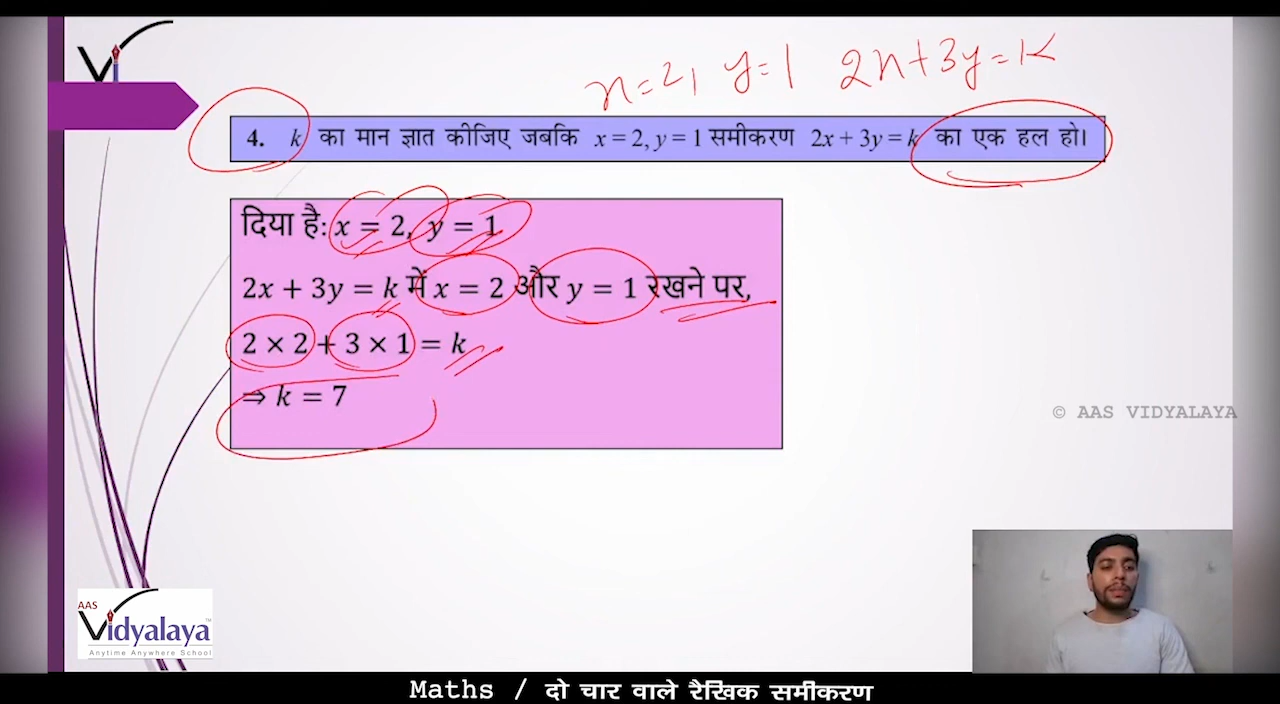 x=2, y=1 2x+3y=k
4. k का मान ज्ञात कीजिए जबकि x = 2, y = 1 समीकरण 2x + 3y = k का एक हल हो।
दिया है: x = 2, y = 1
2x + 3y = k में x = 2 और y = 1 रखने पर,
2 × 2 + 3 × 1 = k
⇒ k = 7
© AAS VIDYALAYA
AAS
Vidyalaya
Anytime Anywhere School
Maths / दो चार वाले रैखिक समीकरण